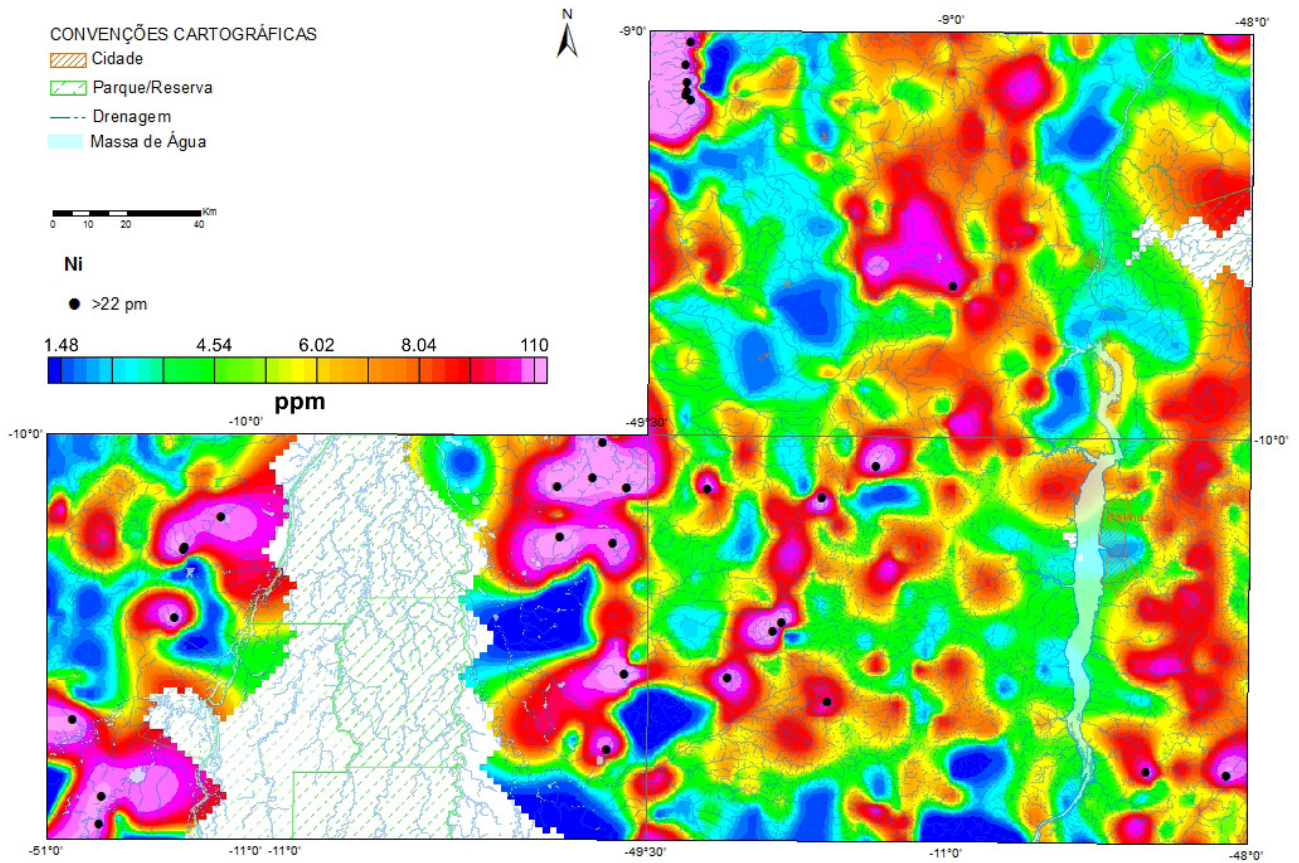 CONVENÇÕES CARTOGRÁFICAS
Cidade
Parque/Reserva
Drenagem
Massa de Água
N
Km
0 10 20 40
Ni
>22 pm
1.48 4.54 6.02 8.04 110
ppm
-9°0' -9°0' -48°0'
-10°0' -10°0' -49°30' -10°0'
Palmas
-51°0' -11°0' -11°0' -49°30' -11°0' -48°0'